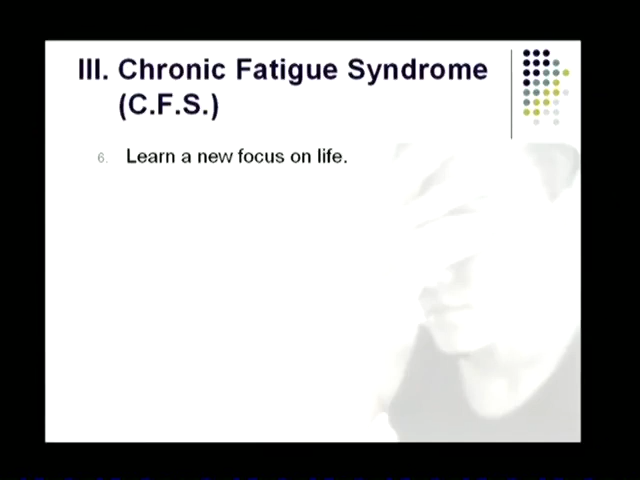 III. Chronic Fatigue Syndrome
(C.F.S.)
6. Learn a new focus on life.